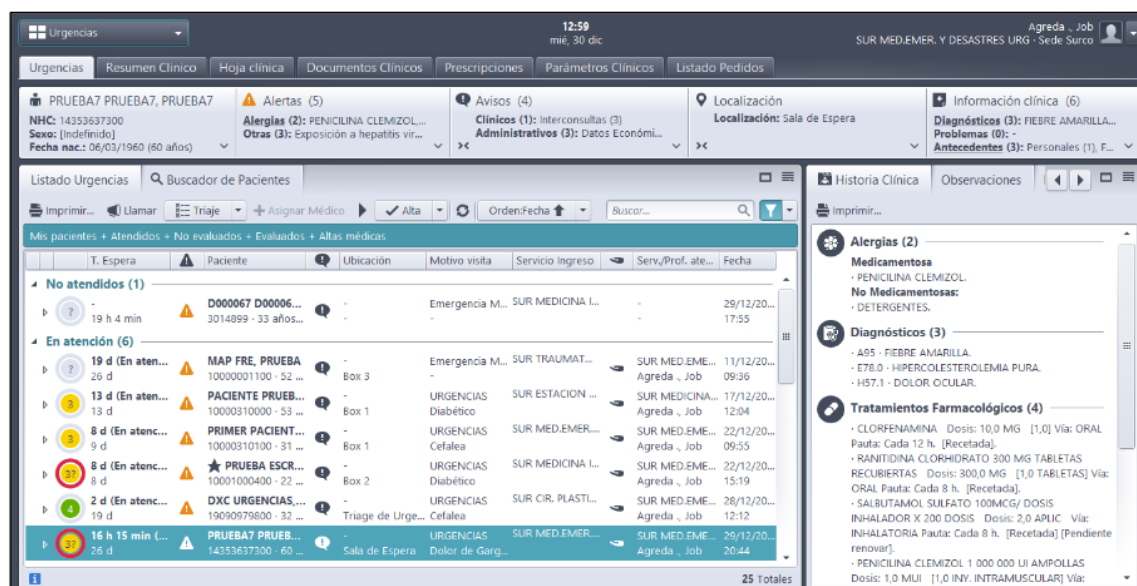 Urgencias
12:59
mié, 30 dic
Agreda ., Job
SUR MED.EMER. Y DESASTRES URG - Sede Surco
Urgencias
Resumen Clinico
Hoja clínica
Documentos Clínicos
Prescripciones
Parámetros Clínicos
Listado Pedidos
PRUEBA7 PRUEBA7, PRUEBA7
NHC: 14353637300
Sexo: [Indefinido]
Fecha nac.: 06/03/1960 (60 años)
Alertas (5)
Alergias (2): PENICILINA CLEMIZOL,...
Otras (3): Exposición a hepatitis vir...
Avisos (4)
Clínicos (1): Interconsultas (3)
Administrativos (3): Datos Económi...
Localización
Localización: Sala de Espera
Información clínica (6)
Diagnósticos (3): FIEBRE AMARILLA...
Problemas (0): -
Antecedentes (3): Personales (1), F...
Listado Urgencias
Buscador de Pacientes
Imprimir... Llamar Triaje + Asignar Médico Alta Orden:Fecha Buscar...
Mis pacientes + Atendidos + No evaluados + Evaluados + Altas médicas
T. Espera Paciente Ubicación Motivo visita Servicio Ingreso Serv./Prof. ate... Fecha
No atendidos (1)
? - D000067 D00006... - Emergencia M... SUR MEDICINA I... - 29/12/20...
19 h 4 min 3014899 - 33 años... - - - 17:55
En atención (6)
? 19 d (En aten... MAP FRE, PRUEBA - Emergencia M... SUR TRAUMAT... SUR MED.EME... 11/12/20...
26 d 10000001100 - 52 ... Box 3 - Agreda ., Job 09:36
3 13 d (En aten... PACIENTE PRUEB... - URGENCIAS SUR ESTACION ... SUR MEDICINA... 17/12/20...
13 d 10000310000 - 53 ... Box 1 Diabético Agreda ., Job 12:04
3 8 d (En atenc... PRIMER PACIENT... - URGENCIAS SUR MED.EMER.... SUR MED.EME... 22/12/20...
9 d 10000310100 - 31 ... Box 1 Cefalea Agreda ., Job 09:55
3? 8 d (En atenc... PRUEBA ESCR... - URGENCIAS SUR MEDICINA I... SUR MED.EME... 22/12/20...
8 d 10001000400 - 22 ... Box 2 Diabético Agreda ., Job 15:19
4 2 d (En atenc... DXC URGENCIAS,... - URGENCIAS SUR CIR. PLASTI... SUR MED.EME... 28/12/20...
19 d 19090979800 - 32 ... Triage de Urge... Cefalea Agreda ., Job 12:12
3? 16 h 15 min (... PRUEBA7 PRUEB... - URGENCIAS SUR MED.EMER.... SUR MED.EME... 29/12/20...
26 d 14353637300 - 60 ... Sala de Espera Dolor de Garg... Agreda ., Job 20:44
25 Totales
Historia Clínica
Observaciones
Imprimir...
Alergias (2)
Medicamentosa
· PENICILINA CLEMIZOL.
No Medicamentosas:
· DETERGENTES.
Diagnósticos (3)
· A95 - FIEBRE AMARILLA.
· E78.0 - HIPERCOLESTEROLEMIA PURA.
· H57.1 - DOLOR OCULAR.
Tratamientos Farmacológicos (4)
· CLORFENAMINA Dosis: 10,0 MG [1,0] Vía: ORAL
Pauta: Cada 12 h. [Recetada].
· RANITIDINA CLORHIDRATO 300 MG TABLETAS
RECUBIERTAS Dosis: 300,0 MG [1,0 TABLETAS] Vía:
ORAL Pauta: Cada 8 h. [Recetada].
· SALBUTAMOL SULFATO 100MCG/ DOSIS
INHALADOR X 200 DOSIS Dosis: 2,0 APLIC Vía:
INHALATORIA Pauta: Cada 8 h. [Recetada] [Pendiente
renovar].
· PENICILINA CLEMIZOL 1 000 000 UI AMPOLLAS
Dosis: 1,0 MUI [1,0 INY. INTRAMUSCULAR] Vía: